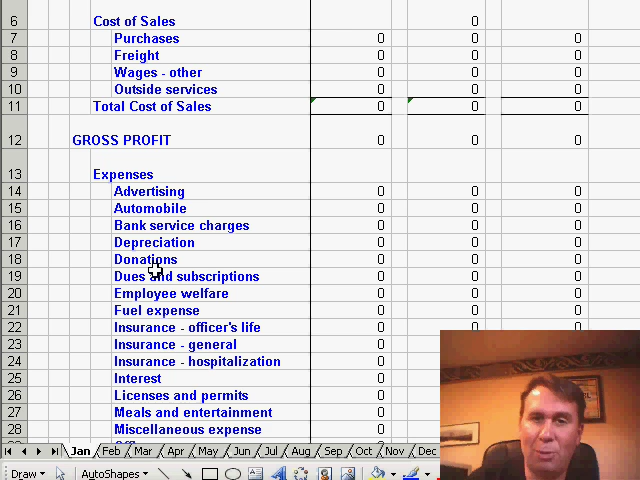 6 Cost of Sales 0
7 Purchases 0 0 0
8 Freight 0 0 0
9 Wages - other 0 0 0
10 Outside services 0 0 0
11 Total Cost of Sales 0 0 0
12 GROSS PROFIT 0 0 0
13 Expenses
14 Advertising 0 0 0
15 Automobile 0 0 0
16 Bank service charges 0 0 0
17 Depreciation 0 0 0
18 Donations 0 0 0
19 Dues and subscriptions 0 0 0
20 Employee welfare 0 0 0
21 Fuel expense 0 0 0
22 Insurance - officer's life 0 0
23 Insurance - general 0
24 Insurance - hospitalization 0
25 Interest 0
26 Licenses and permits 0
27 Meals and entertainment 0
28 Miscellaneous expense 0
Jan Feb Mar Apr May Jun Jul Aug Sep Oct Nov Dec
Draw AutoShapes